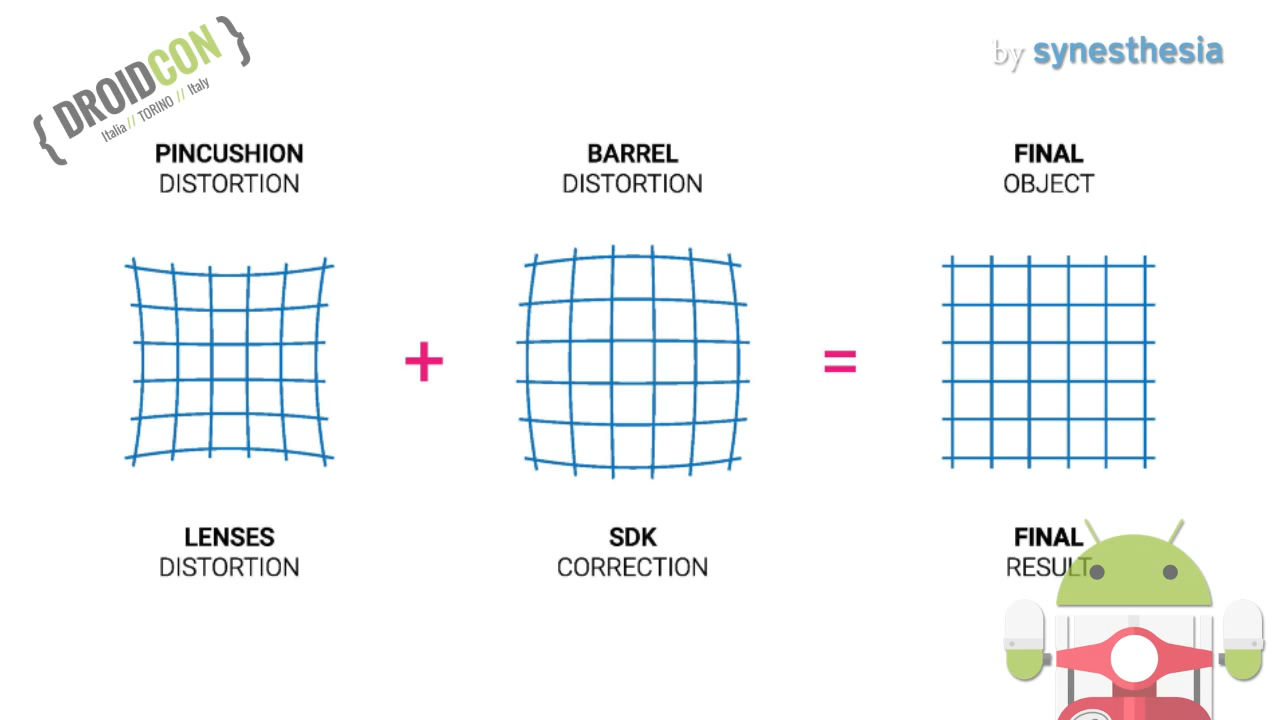 { DROIDCON }
Italia // TORINO // Italy
by synesthesia
PINCUSHION
DISTORTION
BARREL
DISTORTION
FINAL
OBJECT
+
=
LENSES
DISTORTION
SDK
CORRECTION
FINAL
RESULT